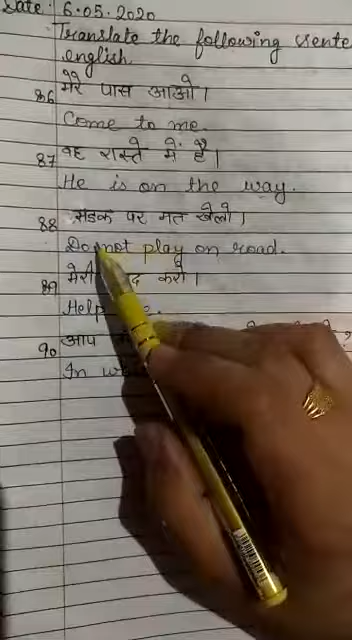 Date: 6.05.2020
Translate the following
english.
86 मेरे पास आओ।
Come to me.
87 वह रास्ते में है।
He is on the way.
88 सड़क पर मत खेलो।
Do not play on road.
89 मेरी करो।
Help
90 आप
In